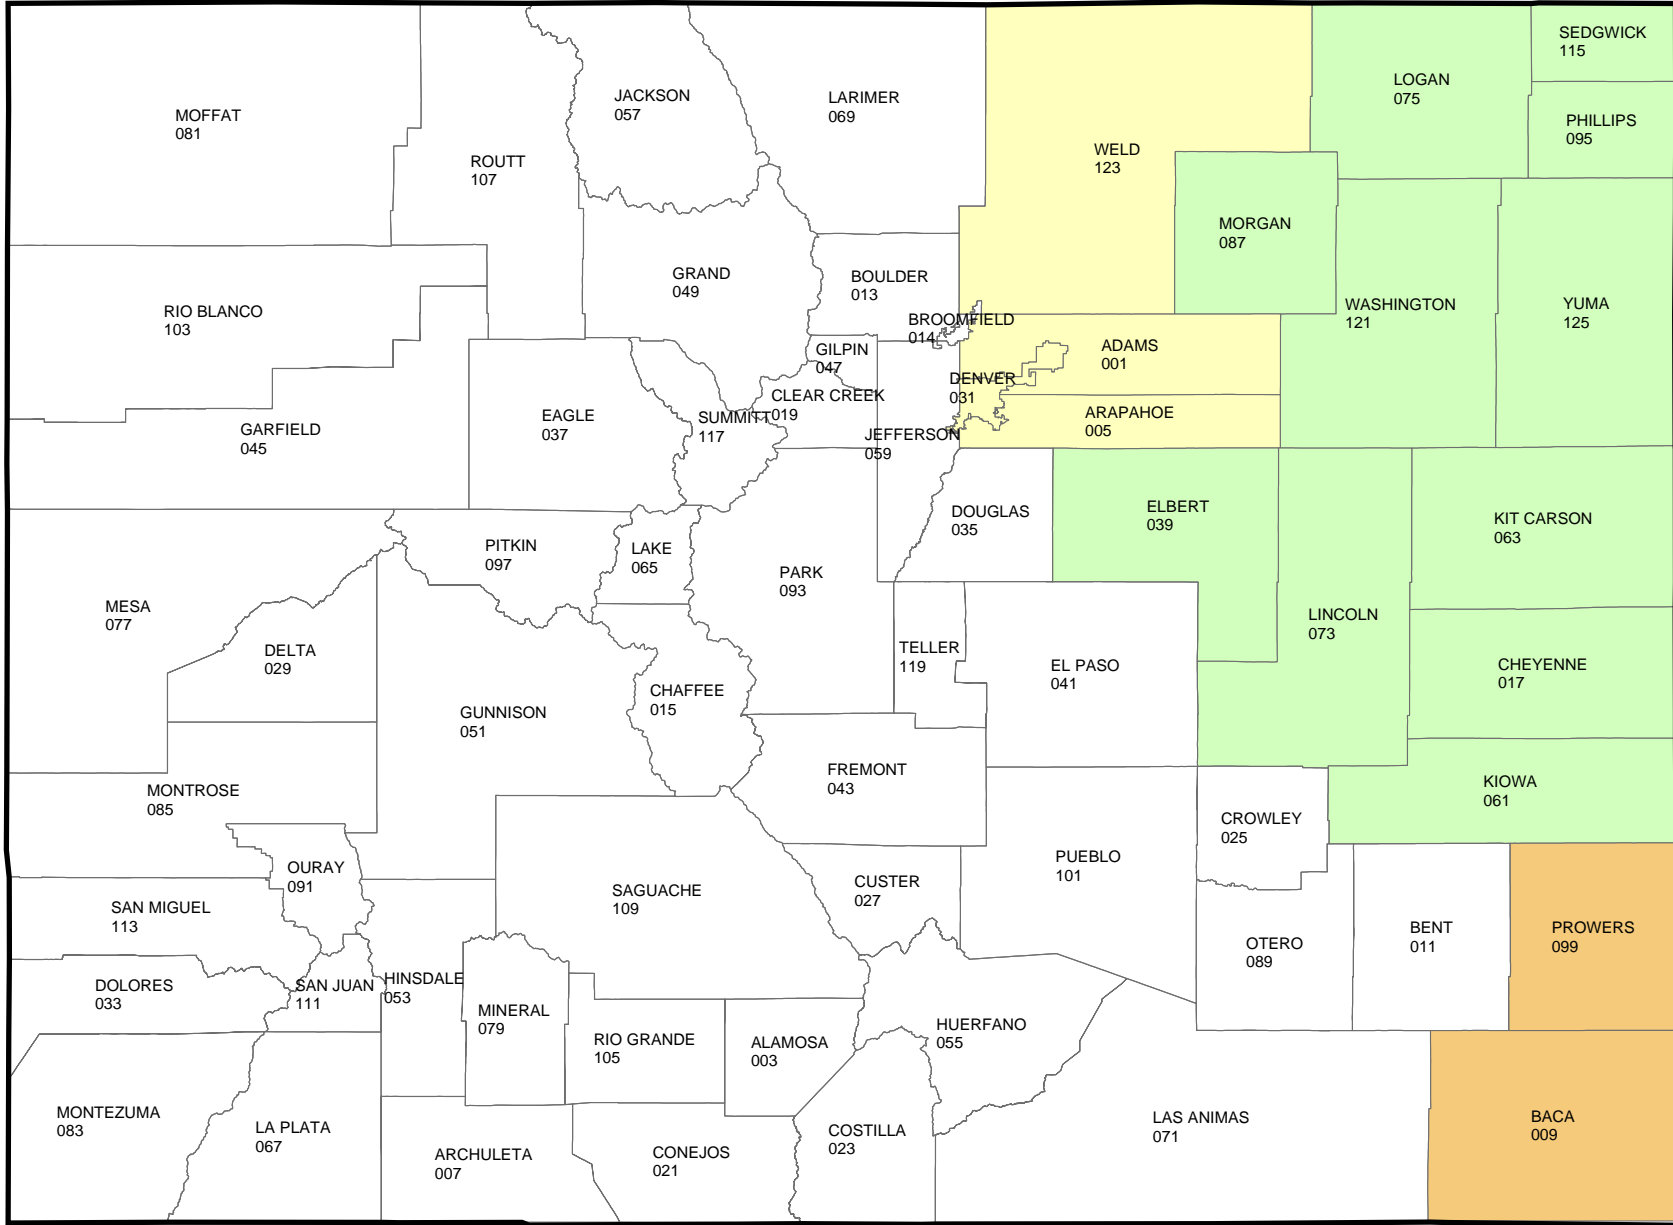 SEDGWICK
115
LOGAN
075
JACKSON
057
LARIMER
069
MOFFAT
081
PHILLIPS
095
WELD
123
ROUTT
107
MORGAN
087
GRAND
049
BOULDER
013
RIO BLANCO
103
WASHINGTON
121
YUMA
125
BROOMFIELD
014
GILPIN
047
ADAMS
001
DENVER
031
CLEAR CREEK
019
EAGLE
037
SUMMITT
117
ARAPAHOE
005
GARFIELD
045
JEFFERSON
059
DOUGLAS
035
ELBERT
039
KIT CARSON
063
PITKIN
097
LAKE
065
PARK
093
MESA
077
LINCOLN
073
DELTA
029
TELLER
119
EL PASO
041
CHEYENNE
017
CHAFFEE
015
GUNNISON
051
FREMONT
043
KIOWA
061
MONTROSE
085
CROWLEY
025
OURAY
091
PUEBLO
101
SAGUACHE
109
CUSTER
027
SAN MIGUEL
113
OTERO
089
BENT
011
PROWERS
099
DOLORES
033
SAN JUAN
111
HINSDALE
053
MINERAL
079
RIO GRANDE
105
ALAMOSA
003
HUERFANO
055
MONTEZUMA
083
LA PLATA
067
ARCHULETA
007
CONEJOS
021
COSTILLA
023
LAS ANIMAS
071
BACA
009